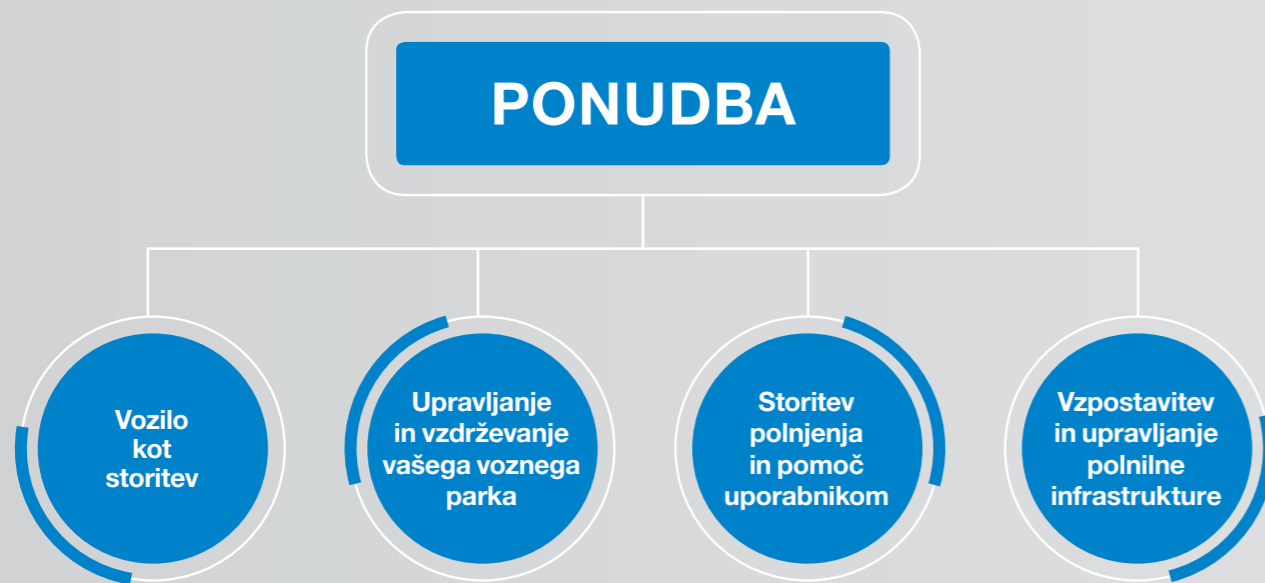 PONUDBA
Vozilo
kot
storitev
Upravljanje
in vzdrževanje
vašega voznega
parka
Storitev
polnjenja
in pomoč
uporabnikom
Vzpostavitev
in upravljanje
polnilne
infrastrukture